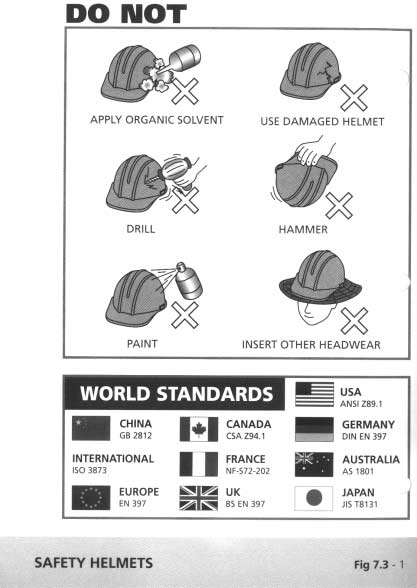 DO NOT
APPLY ORGANIC SOLVENT
USE DAMAGED HELMET
DRILL
HAMMER
PAINT
INSERT OTHER HEADWEAR
WORLD STANDARDS
USA
ANSI Z89.1
CHINA
GB 2812
CANADA
CSA Z94.1
GERMANY
DIN EN 397
INTERNATIONAL
ISO 3873
FRANCE
NF-S72-202
AUSTRALIA
AS 1801
EUROPE
EN 397
UK
BS EN 397
JAPAN
JIS T8131
SAFETY HELMETS
Fig 7.3 - 1